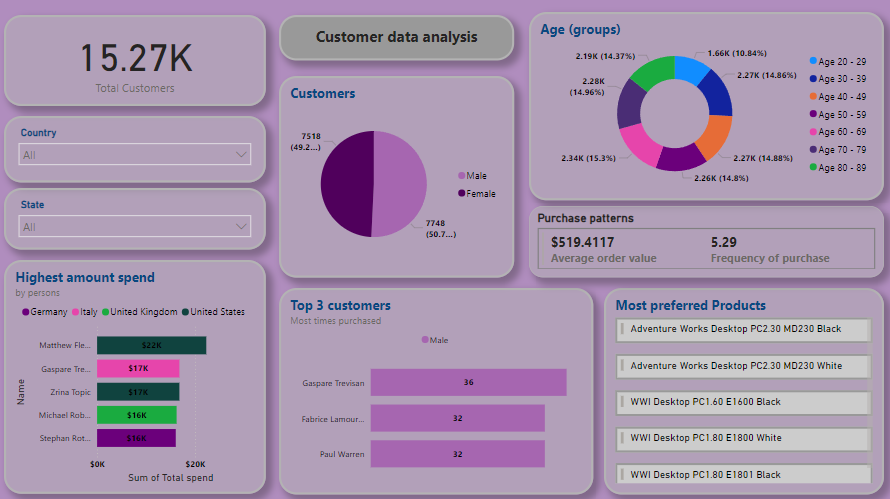 15.27K
Total Customers
Country
All
State
All
Highest amount spend
by persons
Germany Italy United Kingdom United States
Name
Matthew Fle... $22K
Gaspare Tre... $17K
Zrina Topic $17K
Michael Rob... $16K
Stephan Rot... $16K
$0K $20K
Sum of Total spend
Customer data analysis
Customers
7518
(49.2...)
Male
Female
7748
(50.7...)
Top 3 customers
Most times purchased
Male
Gaspare Trevisan 36
Fabrice Lamour... 32
Paul Warren 32
Age (groups)
2.19K (14.37%)
1.66K (10.84%)
2.28K
(14.96%)
2.27K (14.86%)
2.34K (15.3%)
2.27K (14.88%)
2.26K (14.8%)
Age 20 - 29
Age 30 - 39
Age 40 - 49
Age 50 - 59
Age 60 - 69
Age 70 - 79
Age 80 - 89
Purchase patterns
$519.4117 5.29
Average order value Frequency of purchase
Most preferred Products
Adventure Works Desktop PC2.30 MD230 Black
Adventure Works Desktop PC2.30 MD230 White
WWI Desktop PC1.60 E1600 Black
WWI Desktop PC1.80 E1800 White
WWI Desktop PC1.80 E1801 Black